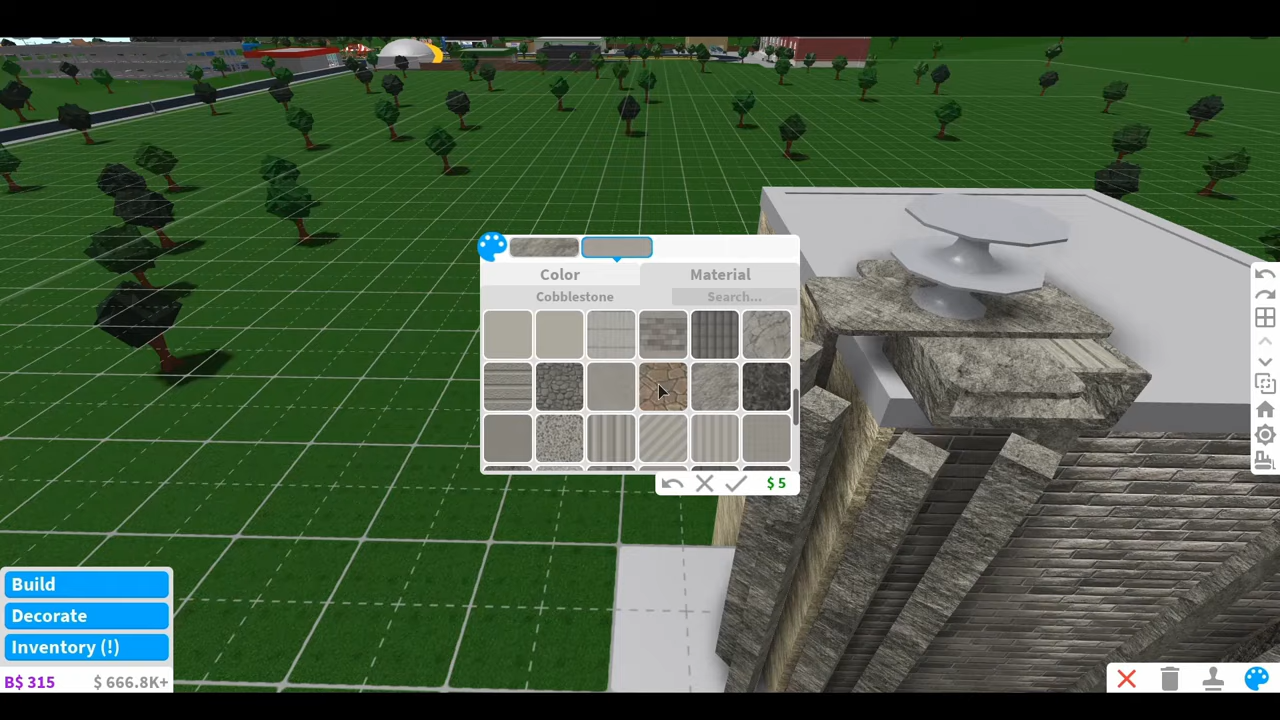 Color
Material
Cobblestone
Search...
$ 5
Build
Decorate
Inventory (!)
B$ 315
$ 666.8K+